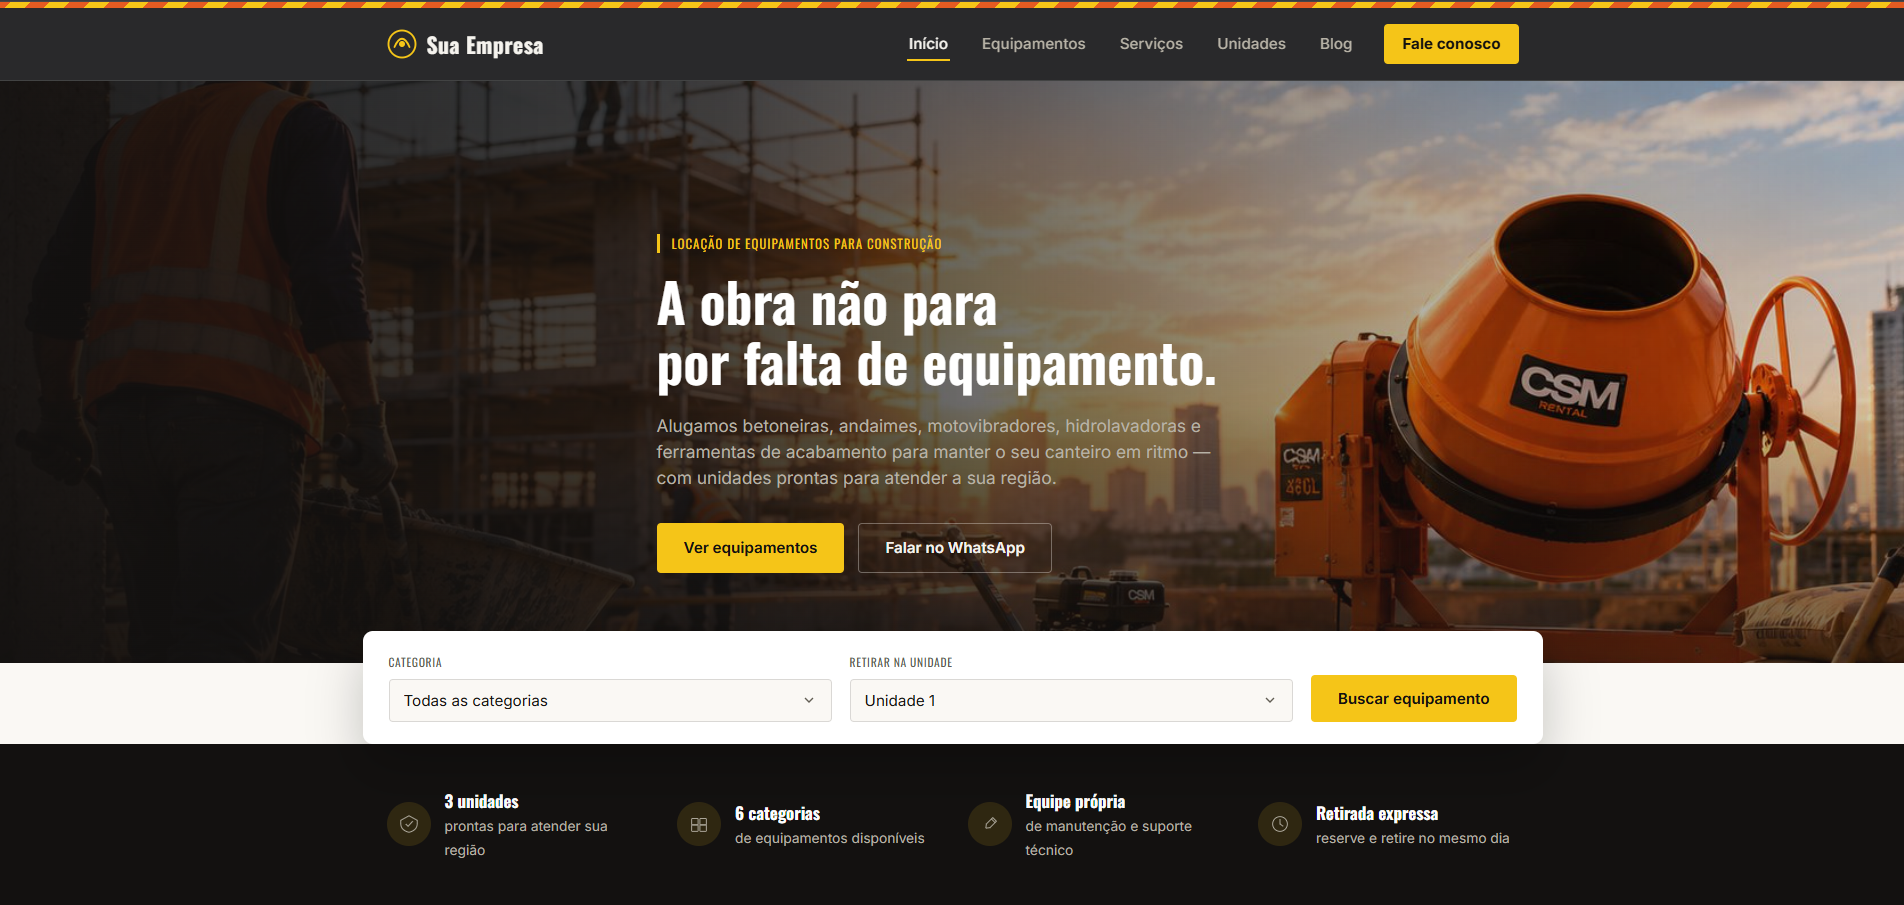 Sua Empresa
Início
Equipamentos
Serviços
Unidades
Blog
Fale conosco
LOCAÇÃO DE EQUIPAMENTOS PARA CONSTRUÇÃO
A obra não para
por falta de equipamento.
Alugamos betoneiras, andaimes, motovibradores, hidrolavadoras e
ferramentas de acabamento para manter o seu canteiro em ritmo —
com unidades prontas para atender a sua região.
Ver equipamentos
Falar no WhatsApp
CSM
RENTAL
CSM
CSM
CATEGORIA
Todas as categorias
RETIRAR NA UNIDADE
Unidade 1
Buscar equipamento
3 unidades
prontas para atender sua
região
6 categorias
de equipamentos disponíveis
Equipe própria
de manutenção e suporte
técnico
Retirada expressa
reserve e retire no mesmo dia